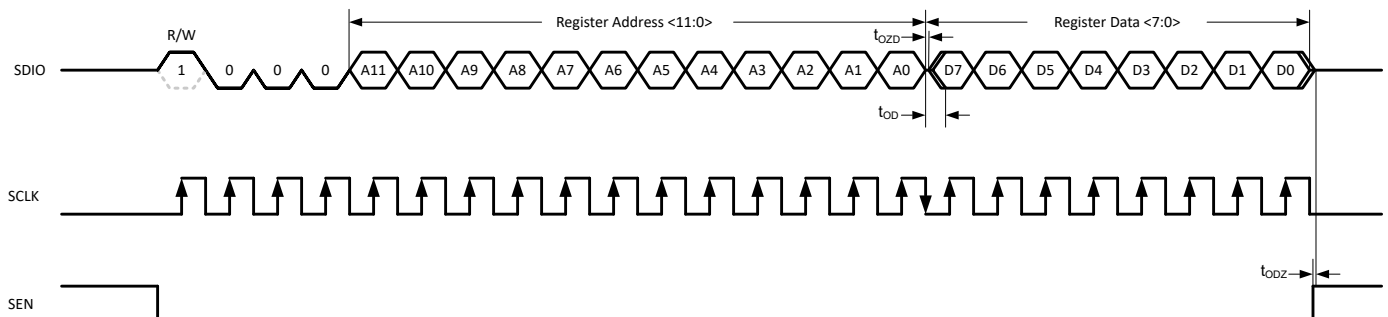 Register Address <11:0> Register Data <7:0>
R/W
tOZD
SDIO 1 0 0 0 A11 A10 A9 A8 A7 A6 A5 A4 A3 A2 A1 A0 D7 D6 D5 D4 D3 D2 D1 D0
tOD
SCLK
tODZ
SEN